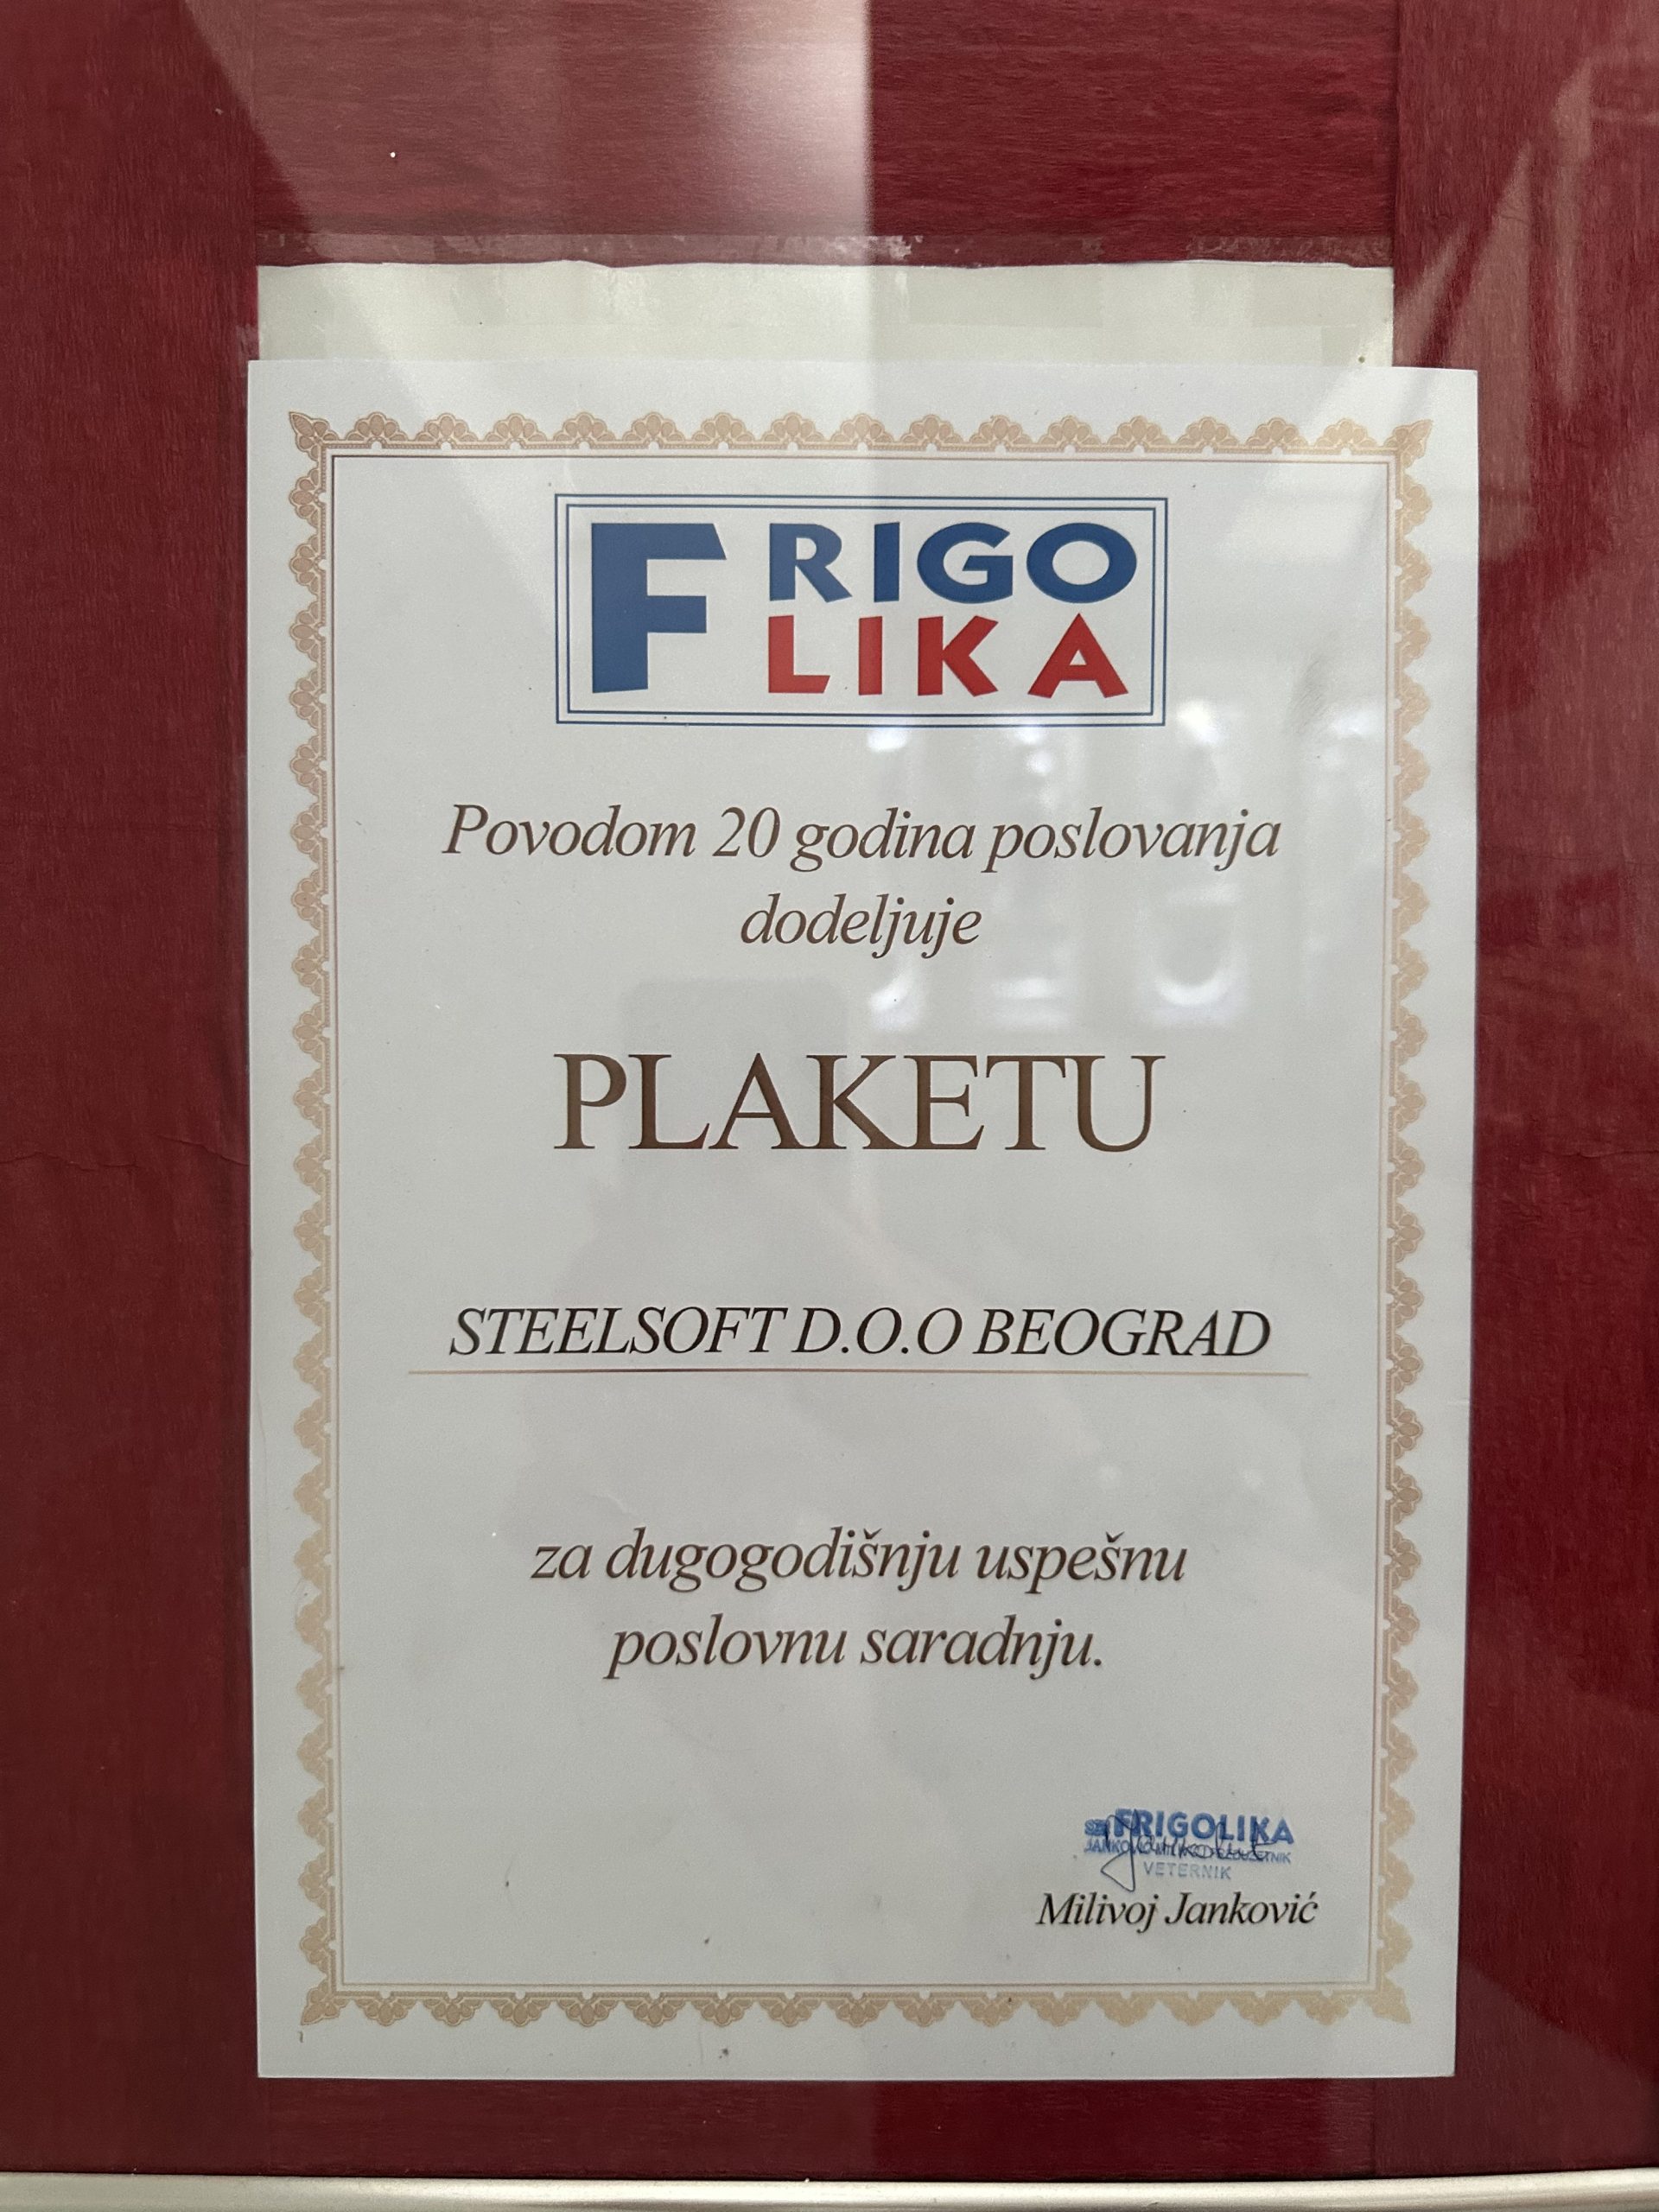 FRIGO
LIKA
Povodom 20 godina poslovanja
dodeljuje
PLAKETU
STEELSOFT D.O.O BEOGRAD
za dugogodišnju uspešnu
poslovnu saradnju.
FRIGOLIKA
VETERNIK
Milivoj Janković